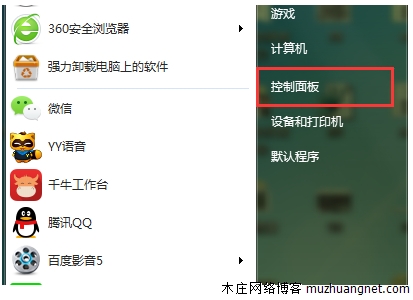 360安全浏览器
强力卸载电脑上的软件
微信
YY语音
千牛工作台
腾讯QQ
百度影音5
游戏
计算机
控制面板
设备和打印机
默认程序
木庄网络博客 muzhuangnet.com